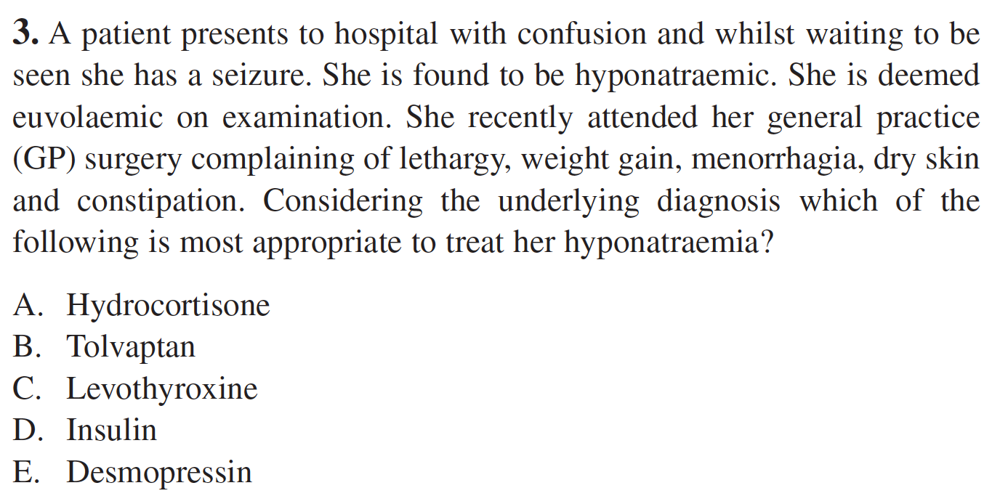 3. A patient presents to hospital with confusion and whilst waiting to be
seen she has a seizure. She is found to be hyponatraemic. She is deemed
euvolaemic on examination. She recently attended her general practice
(GP) surgery complaining of lethargy, weight gain, menorrhagia, dry skin
and constipation. Considering the underlying diagnosis which of the
following is most appropriate to treat her hyponatraemia?
A. Hydrocortisone
B. Tolvaptan
C. Levothyroxine
D. Insulin
E. Desmopressin